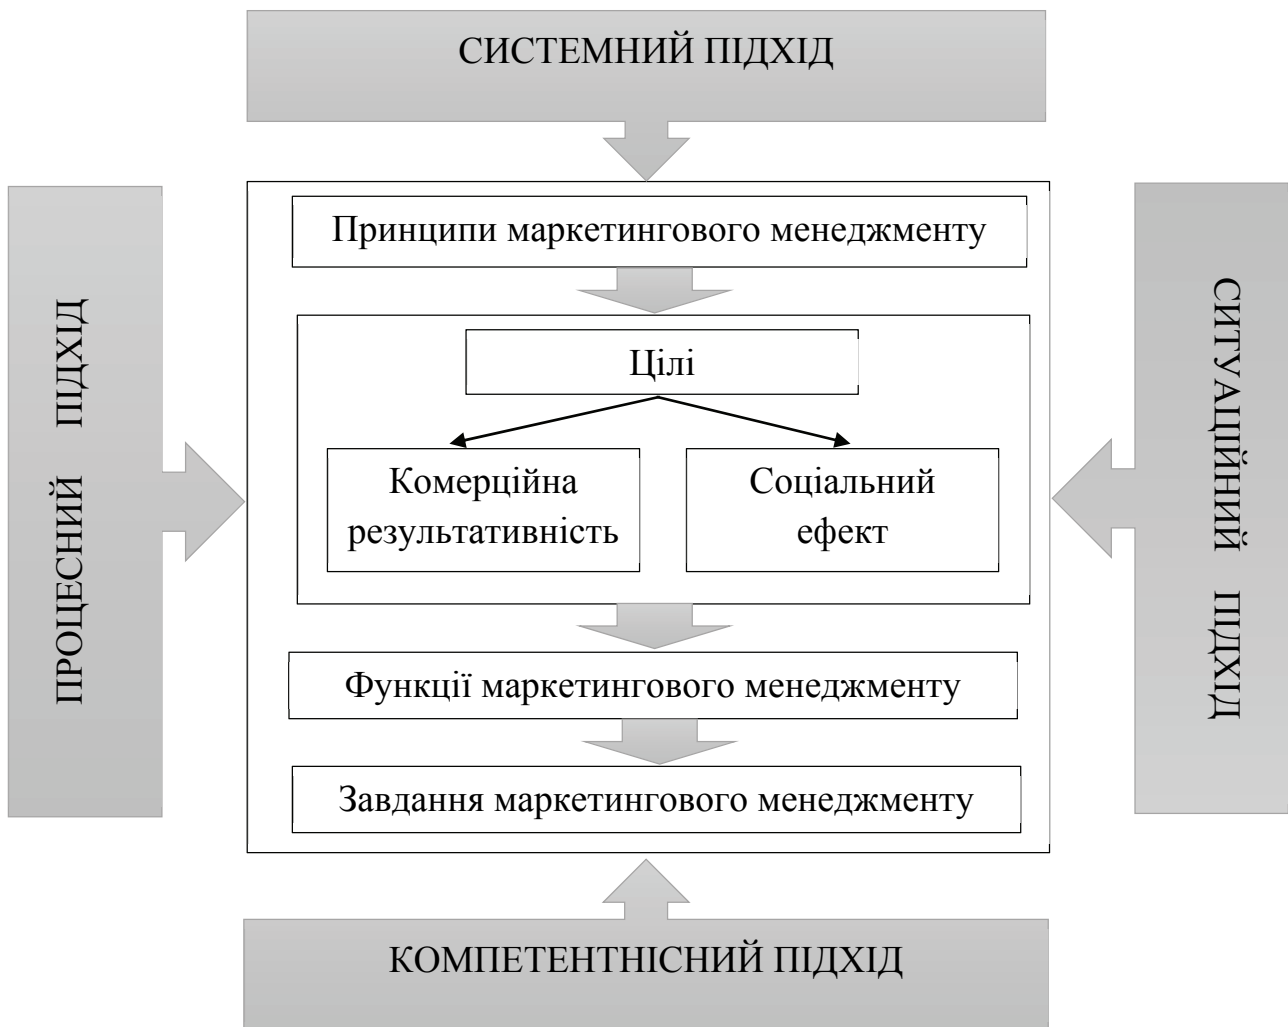 СИСТЕМНИЙ ПІДХІД
ПРОЦЕСНИЙ ПІДХІД
Принципи маркетингового менеджменту
Цілі
Комерційна
результативність
Соціальний
ефект
Функції маркетингового менеджменту
Завдання маркетингового менеджменту
СИТУАЦІЙНИЙ ПІДХІД
КОМПЕТЕНТНІСНИЙ ПІДХІД